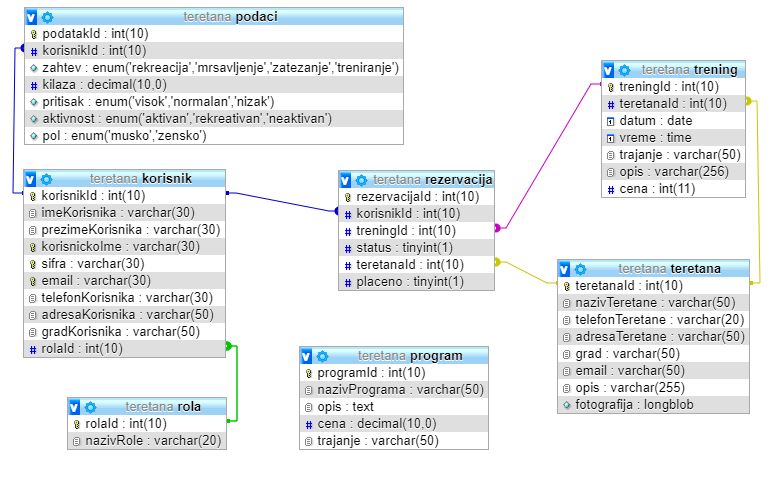 teretana podaci
podatakId : int(10)
korisnikId : int(10)
zahtev : enum('rekreacija','mrsavljenje','zatezanje','treniranje')
kilaza : decimal(10,0)
pritisak : enum('visok','normalan','nizak')
aktivnost : enum('aktivan','rekreativan','neaktivan')
pol : enum('musko','zensko')
teretana korisnik
korisnikId : int(10)
imeKorisnika : varchar(30)
prezimeKorisnika : varchar(30)
korisnickoIme : varchar(30)
sifra : varchar(30)
email : varchar(30)
telefonKorisnika : varchar(30)
adresaKorisnika : varchar(50)
gradKorisnika : varchar(50)
rolaId : int(10)
teretana rola
rolaId : int(10)
nazivRole : varchar(20)
teretana rezervacija
rezervacijaId : int(10)
korisnikId : int(10)
treningId : int(10)
status : tinyint(1)
teretanaId : int(10)
placeno : tinyint(1)
teretana program
programId : int(10)
nazivPrograma : varchar(50)
opis : text
cena : decimal(10,0)
trajanje : varchar(50)
teretana trening
treningId : int(10)
teretanaId : int(10)
datum : date
vreme : time
trajanje : varchar(50)
opis : varchar(256)
cena : int(11)
teretana teretana
teretanaId : int(10)
nazivTeretane : varchar(50)
telefonTeretane : varchar(20)
adresaTeretane : varchar(50)
grad : varchar(50)
email : varchar(50)
opis : varchar(255)
fotografija : longblob